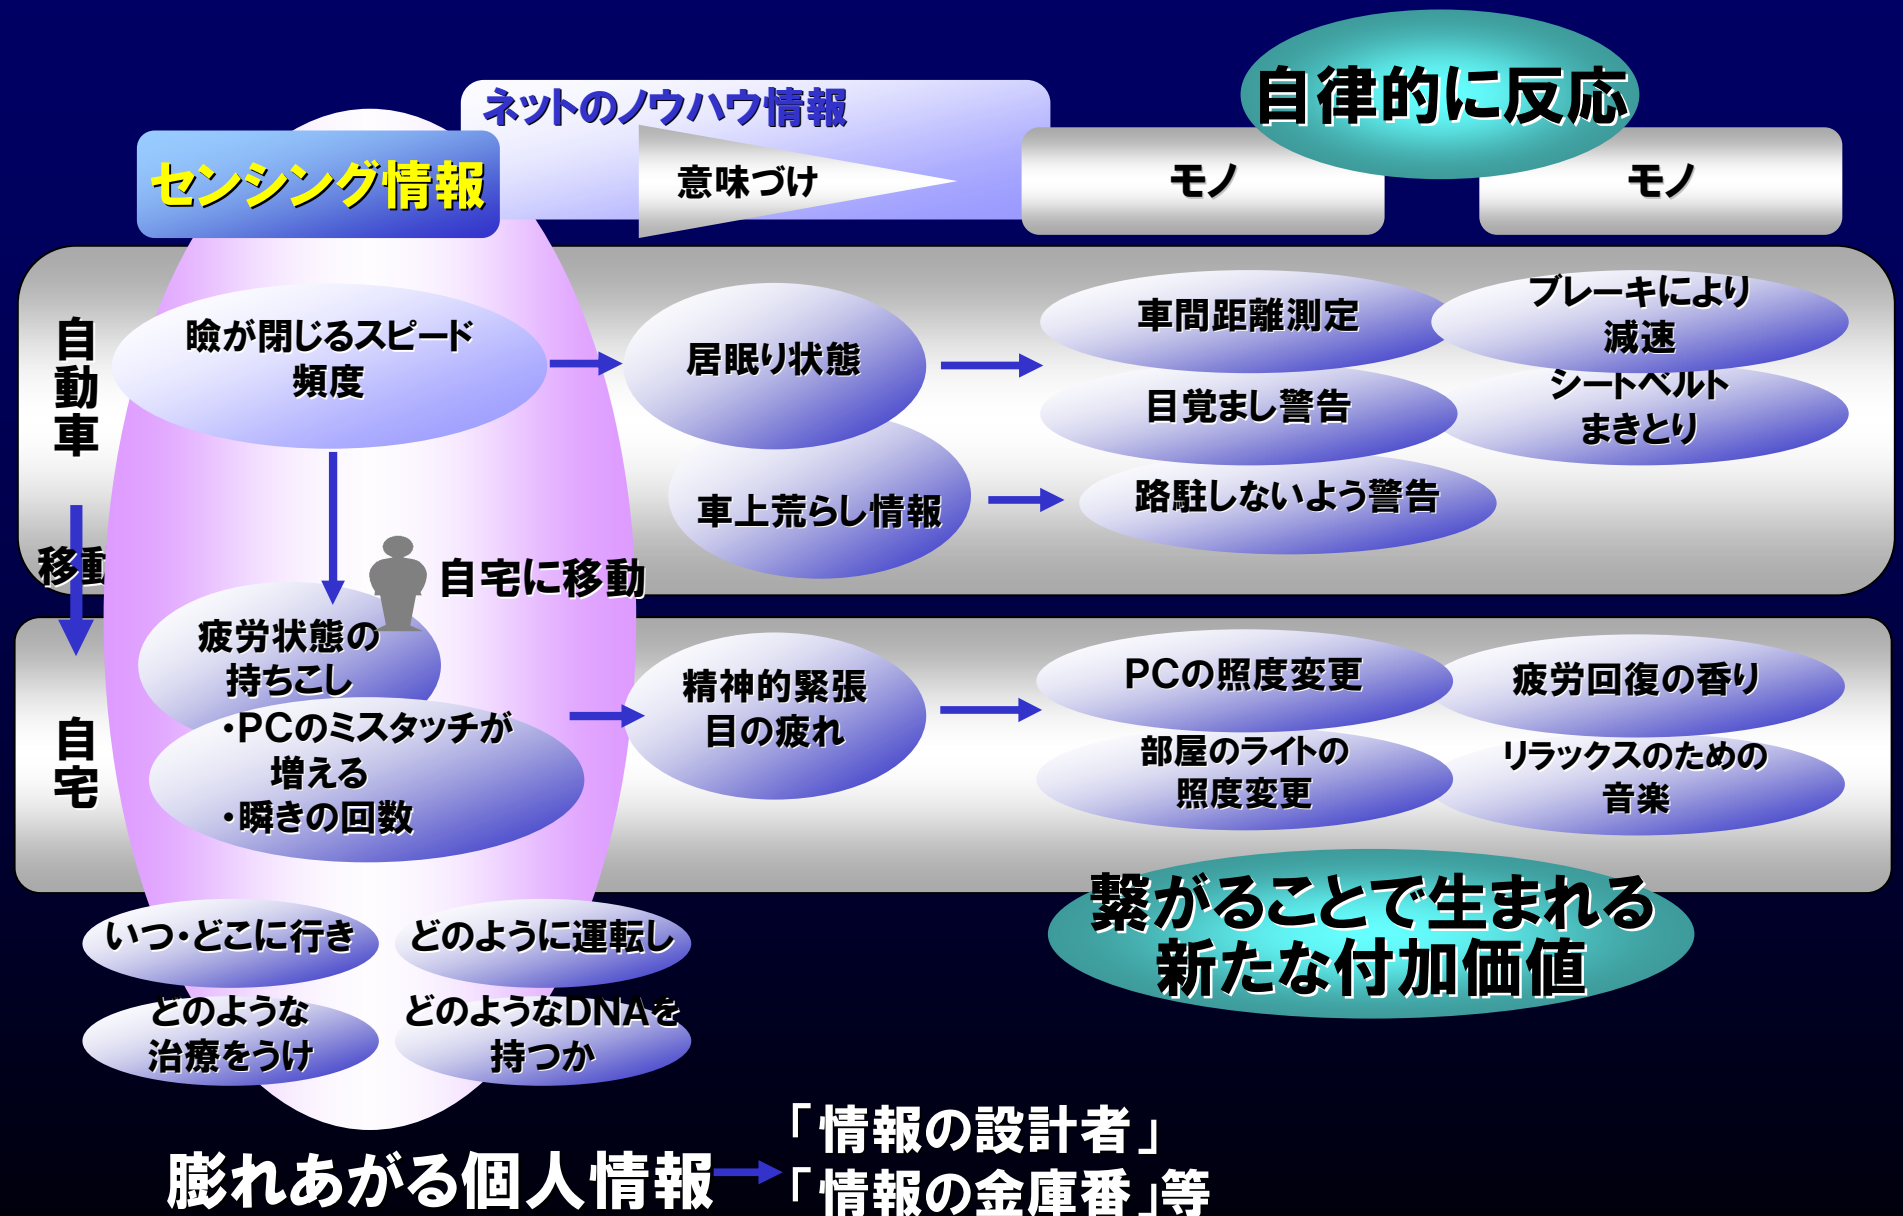 自律的に反応
ネットのノウハウ情報
センシング情報
意味づけ
モノ
モノ
自動車
瞼が閉じるスピード
頻度
居眠り状態
車間距離測定
ブレーキにより
減速
目覚まし警告
シートベルト
まきとり
車上荒らし情報
路駐しないよう警告
移動
自宅に移動
自宅
疲労状態の
持ちこし
・PCのミスタッチが
増える
・瞬きの回数
精神的緊張
目の疲れ
PCの照度変更
疲労回復の香り
部屋のライトの
照度変更
リラックスのための
音楽
繋がることで生まれる
新たな付加価値
いつ・どこに行き
どのように運転し
どのような
治療をうけ
どのようなDNAを
持つか
膨れあがる個人情報
「情報の設計者」
「情報の金庫番」等